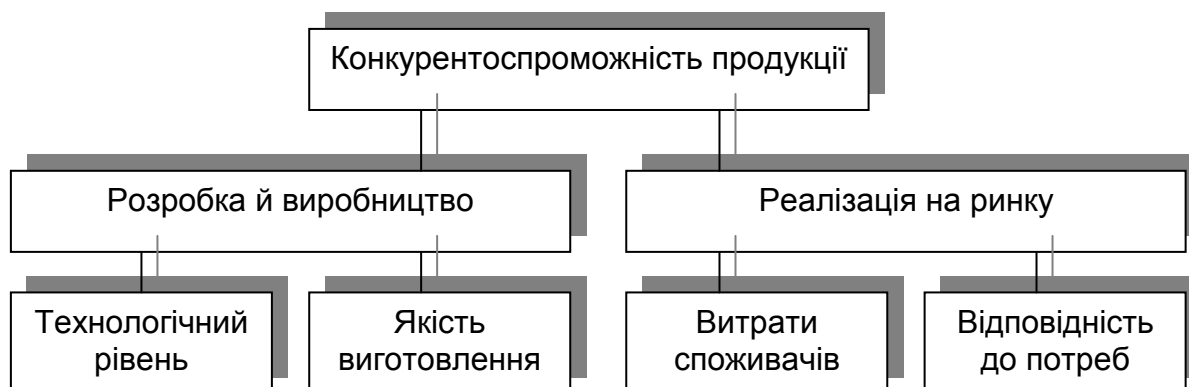 Конкурентоспроможність продукції
Розробка й виробництво
Реалізація на ринку
Технологічний
рівень
Якість
виготовлення
Витрати
споживачів
Відповідність
до потреб